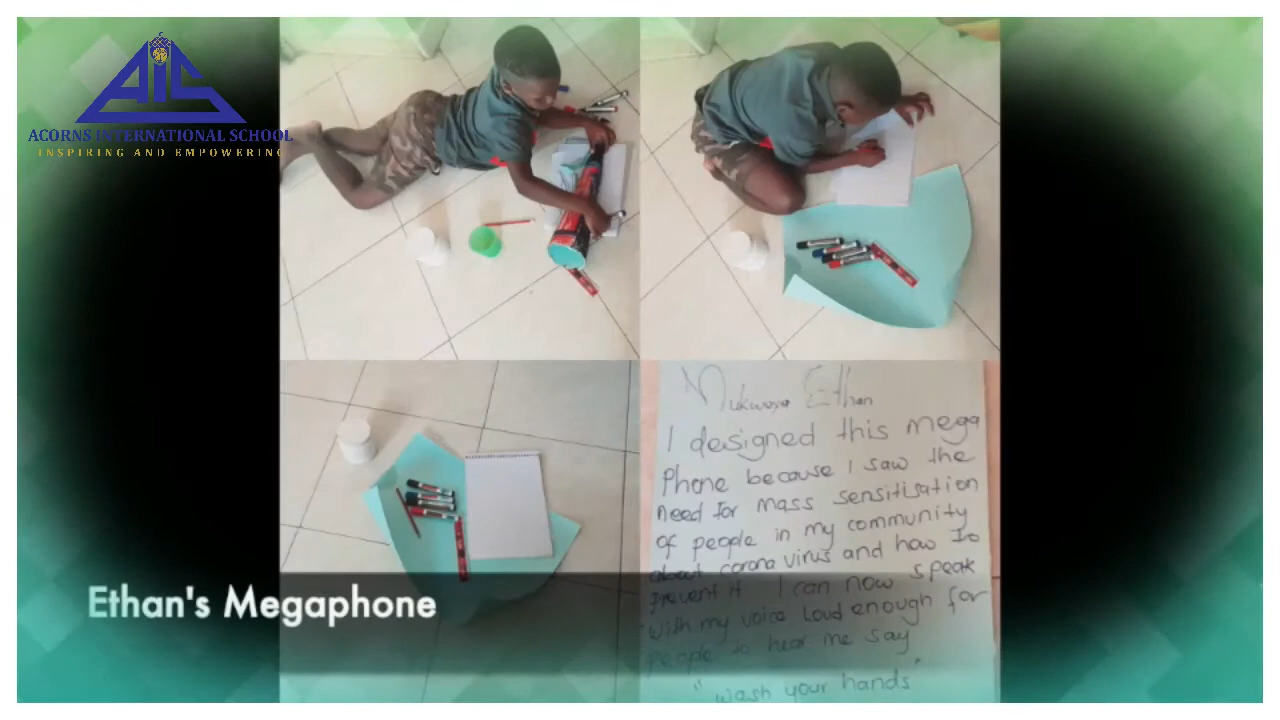 AIS
ACORNS INTERNATIONAL SCHOOL
INSPIRING AND EMPOWERING
Ethan's Megaphone
Mukwaya Ethan
I designed this mega
Phone because I saw the
need for mass sensitisation
of people in my community
about corona virus and how to
prevent it I can now speak
with my voice loud enough for
people to hear me say
"wash your hands"